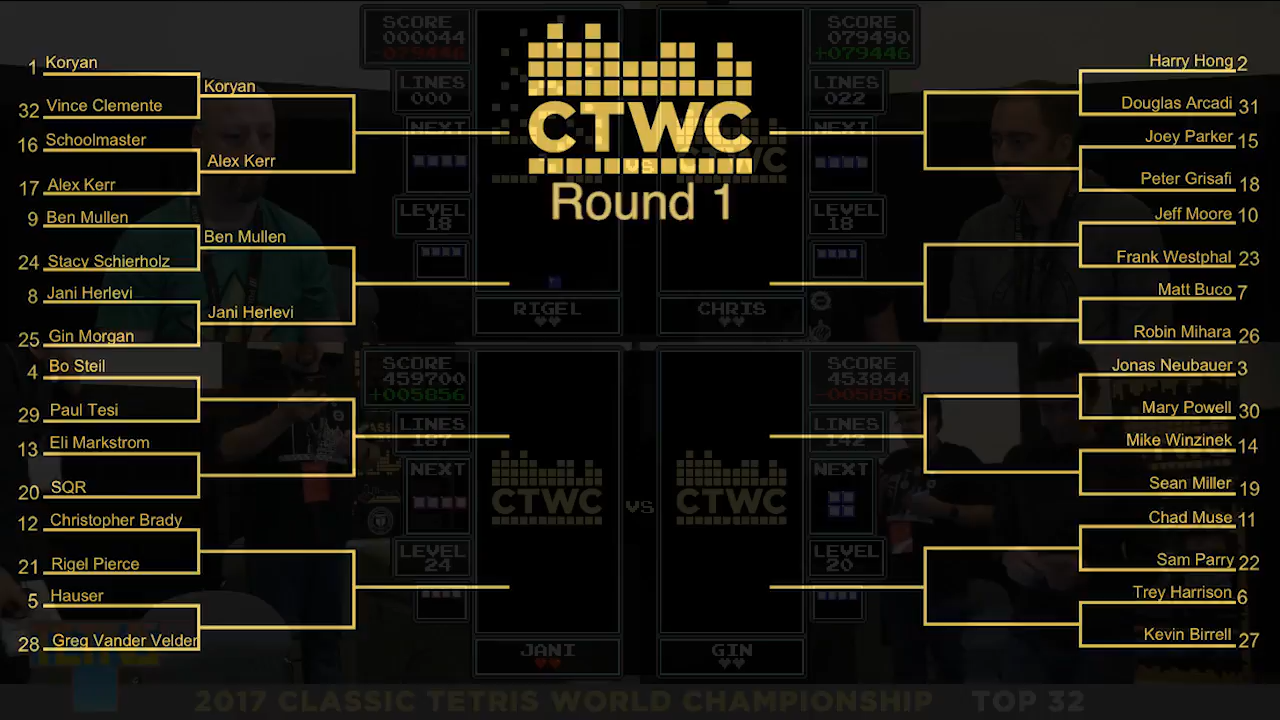 CTWC
Round 1
1 Koryan
32 Vince Clemente
16 Schoolmaster
17 Alex Kerr
9 Ben Mullen
24 Stacy Schierholz
8 Jani Herlevi
25 Gin Morgan
4 Bo Steil
29 Paul Tesi
13 Eli Markstrom
20 SQR
12 Christopher Brady
21 Rigel Pierce
5 Hauser
28 Greg Vander Velder
Koryan
Alex Kerr
Ben Mullen
Jani Herlevi
Harry Hong 2
Douglas Arcadi 31
Joey Parker 15
Peter Grisafi 18
Jeff Moore 10
Frank Westphal 23
Matt Buco 7
Robin Mihara 26
Jonas Neubauer 3
Mary Powell 30
Mike Winzinek 14
Sean Miller 19
Chad Muse 11
Sam Parry 22
Trey Harrison 6
Kevin Birrell 27
SCORE
000044
-079446
LINES
000
NEXT
LEVEL
18
RIGEL
SCORE
079490
+079446
LINES
022
NEXT
LEVEL
18
CHRIS
VS
CTWC
SCORE
459700
+005856
LINES
187
NEXT
LEVEL
24
JANI
CTWC
VS
CTWC
SCORE
453844
-005856
LINES
142
NEXT
LEVEL
20
GIN
2017 CLASSIC TETRIS WORLD CHAMPIONSHIP TOP 32